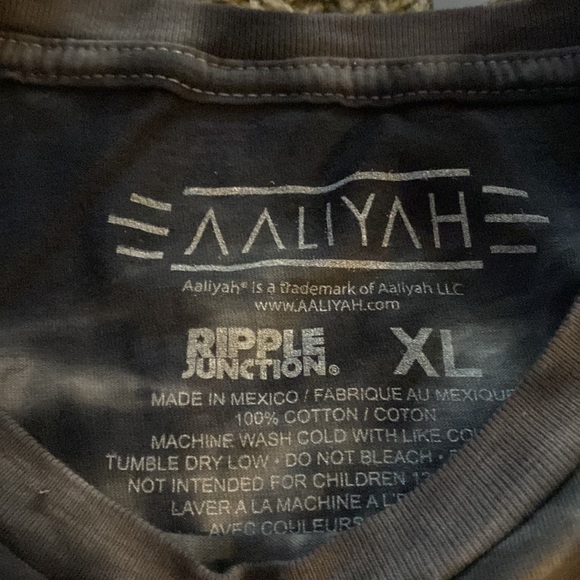 AALIYAH
Aaliyah® is a trademark of Aaliyah LLC
www.AALIYAH.com
RIPPLE
JUNCTION® XL
MADE IN MEXICO / FABRIQUE AU MEXIQUE
100% COTTON / COTON
MACHINE WASH COLD WITH LIKE
TUMBLE DRY LOW • DO NOT BLEACH •
NOT INTENDED FOR CHILDREN
LAVER A LA MACHINE A
AVEC COULEURS